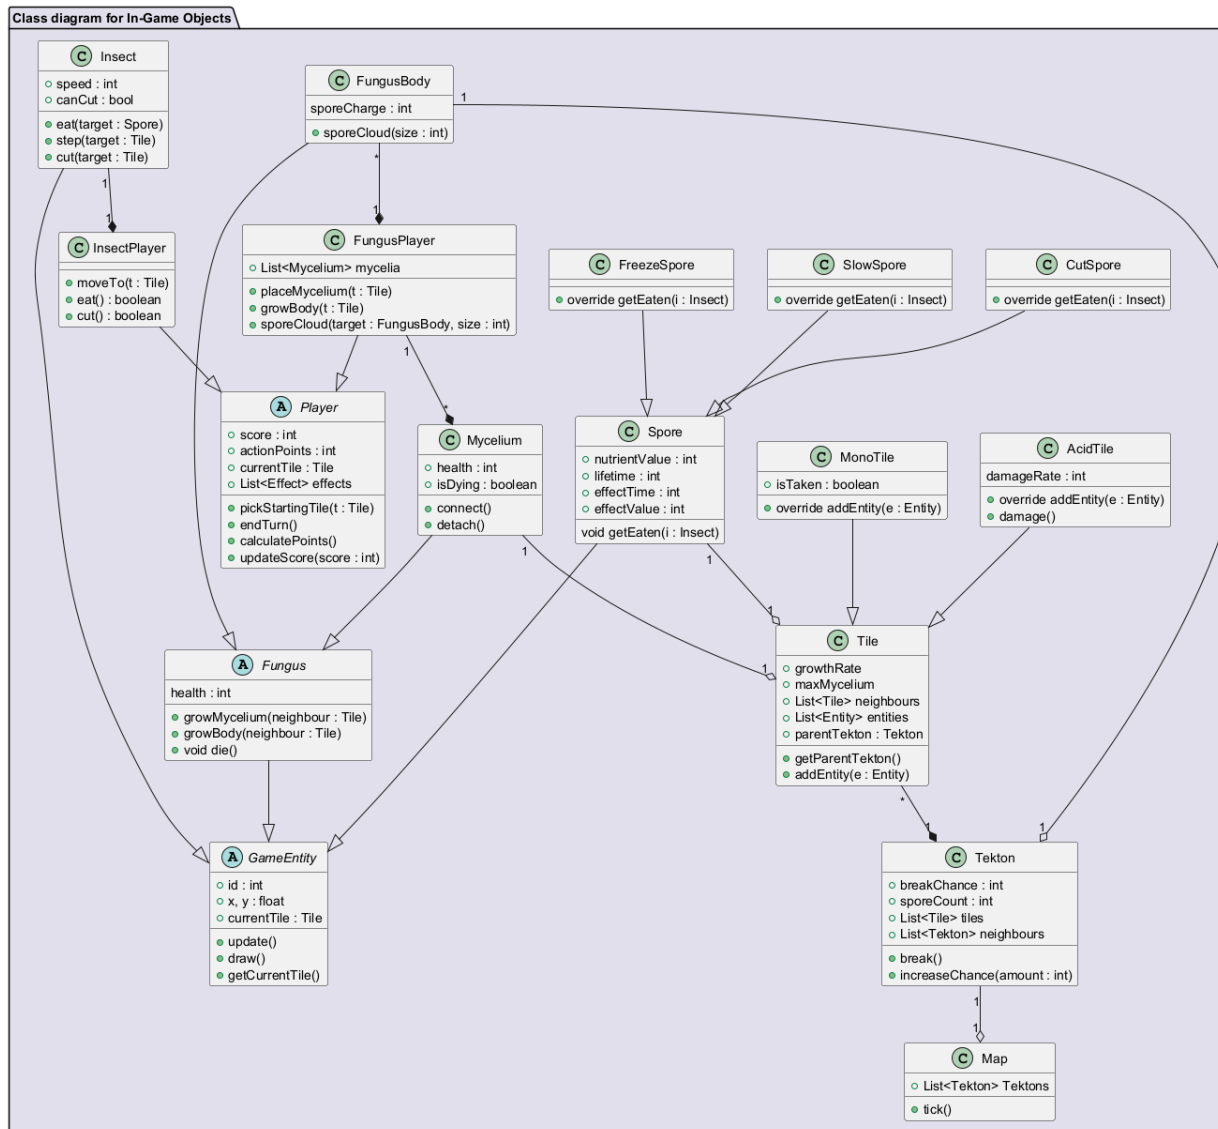 Class diagram for In-Game Objects
C Insect
speed : int
canCut : bool
eat(target : Spore)
step(target : Tile)
cut(target : Tile)
C FungusBody
sporeCharge : int
sporeCloud(size : int)
1
1
1
*
1
C InsectPlayer
moveTo(t : Tile)
eat() : boolean
cut() : boolean
C FungusPlayer
List<Mycelium> mycelia
placeMycelium(t : Tile)
growBody(t : Tile)
sporeCloud(target : FungusBody, size : int)
C FreezeSpore
override getEaten(i : Insect)
C SlowSpore
override getEaten(i : Insect)
C CutSpore
override getEaten(i : Insect)
1
*
A Player
score : int
actionPoints : int
currentTile : Tile
List<Effect> effects
pickStartingTile(t : Tile)
endTurn()
calculatePoints()
updateScore(score : int)
C Mycelium
health : int
isDying : boolean
connect()
detach()
C Spore
nutrientValue : int
lifetime : int
effectTime : int
effectValue : int
void getEaten(i : Insect)
C MonoTile
isTaken : boolean
override addEntity(e : Entity)
C AcidTile
damageRate : int
override addEntity(e : Entity)
damage()
1
1
1
1
A Fungus
health : int
growMycelium(neighbour : Tile)
growBody(neighbour : Tile)
void die()
C Tile
growthRate
maxMycelium
List<Tile> neighbours
List<Entity> entities
parentTekton : Tekton
getParentTekton()
addEntity(e : Entity)
*
1
1
A GameEntity
id : int
x, y : float
currentTile : Tile
update()
draw()
getCurrentTile()
C Tekton
breakChance : int
sporeCount : int
List<Tile> tiles
List<Tekton> neighbours
break()
increaseChance(amount : int)
1
1
C Map
List<Tekton> Tektons
tick()